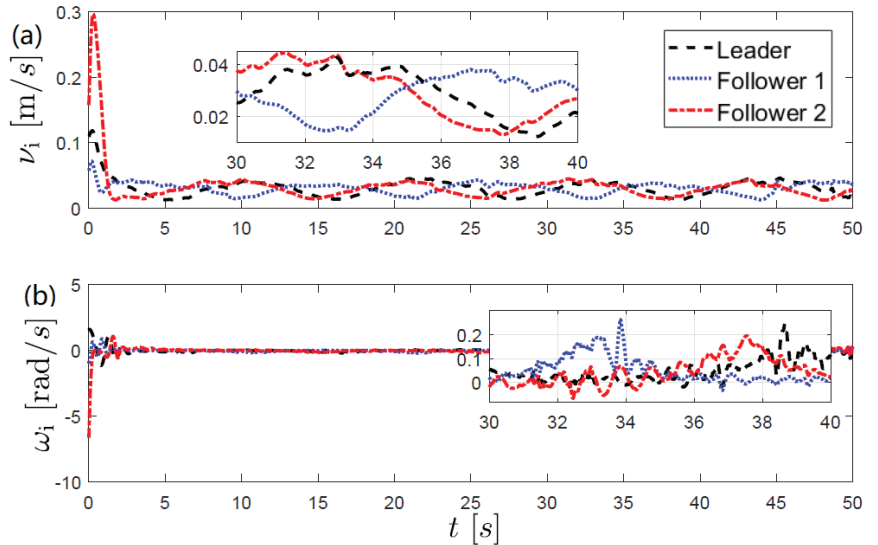 (a)
νi [m/s]
0.3
0.2
0.1
0
0.04
0.02
30 32 34 36 38 40
Leader
Follower 1
Follower 2
0 5 10 15 20 25 30 35 40 45 50
(b)
ωi [rad/s]
5
0
-5
-10
0.2
0.1
0
30 32 34 36 38 40
0 5 10 15 20 25 30 35 40 45 50
t [s]